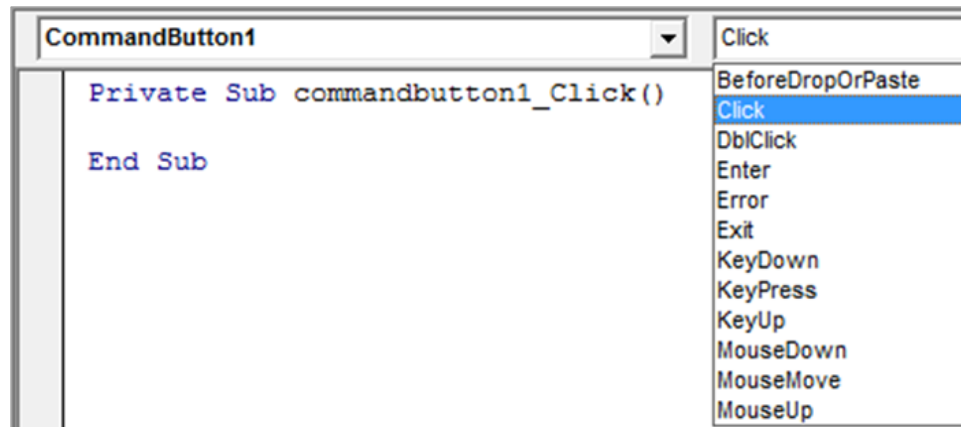 CommandButton1
Click
Private Sub commandbutton1_Click()
End Sub
BeforeDropOrPaste
Click
DblClick
Enter
Error
Exit
KeyDown
KeyPress
KeyUp
MouseDown
MouseMove
MouseUp